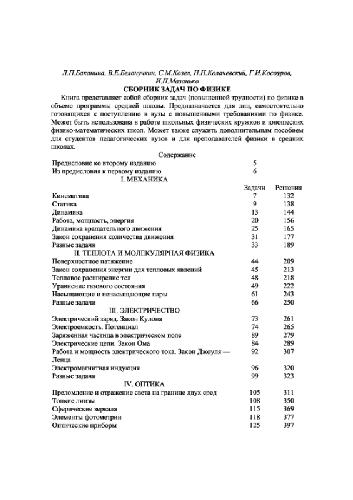 Л.П.Баканина, В.Е.Белонучкин, С.М.Козел, И.П.Колачевский, Г.И.Косоуров,
И.П.Мазанько
СБОРНИК ЗАДАЧ ПО ФИЗИКЕ
Книга представляет собой сборник задач (повышенной трудности) по физике в
объеме программы средней школы. Предназначается для лиц, самостоятельно
готовящихся к поступлению в вузы с повышенными требованиями по физике.
Может быть использована в работе школьных физических кружков и юношеских
физико-математических школ. Может также служить дополнительным пособием
для студентов педагогических вузов и для преподавателей физики в средних
школах.
Содержание
Предисловие ко второму изданию 5
Из предисловия к первому изданию 6
I. МЕХАНИКА
Задачи Решения
Кинематика 7 132
Статика 9 138
Динамика 13 144
Работа, мощность, энергия 20 156
Динамика вращательного движения 25 165
Закон сохранения количества движения 31 177
Разные задачи 33 189
II. ТЕПЛОТА И МОЛЕКУЛЯРНАЯ ФИЗИКА
Поверхностное натяжение 44 209
Закон сохранения энергии для тепловых явлений 45 213
Тепловое расширение тел 48 218
Уравнение газового состояния 49 222
Насыщающие и ненасыщающие пары 61 243
Разные задачи 66 250
III. ЭЛЕКТРИЧЕСТВО
Электрический заряд. Закон Кулона 73 261
Электроемкость. Потенциал 74 265
Заряженная частица в электрическом поле 89 279
Электрические цепи. Закон Ома 84 289
Работа и мощность электрического тока. Закон Джоуля — 92 307
Ленца
Электромагнитная индукция 96 320
Разные задачи 99 323
IV. ОПТИКА
Преломление и отражение света на границе двух сред 105 311
Тонкие линзы 108 350
Сферические зеркала 115 369
Элементы фотометрии 118 377
Оптические приборы 125 397